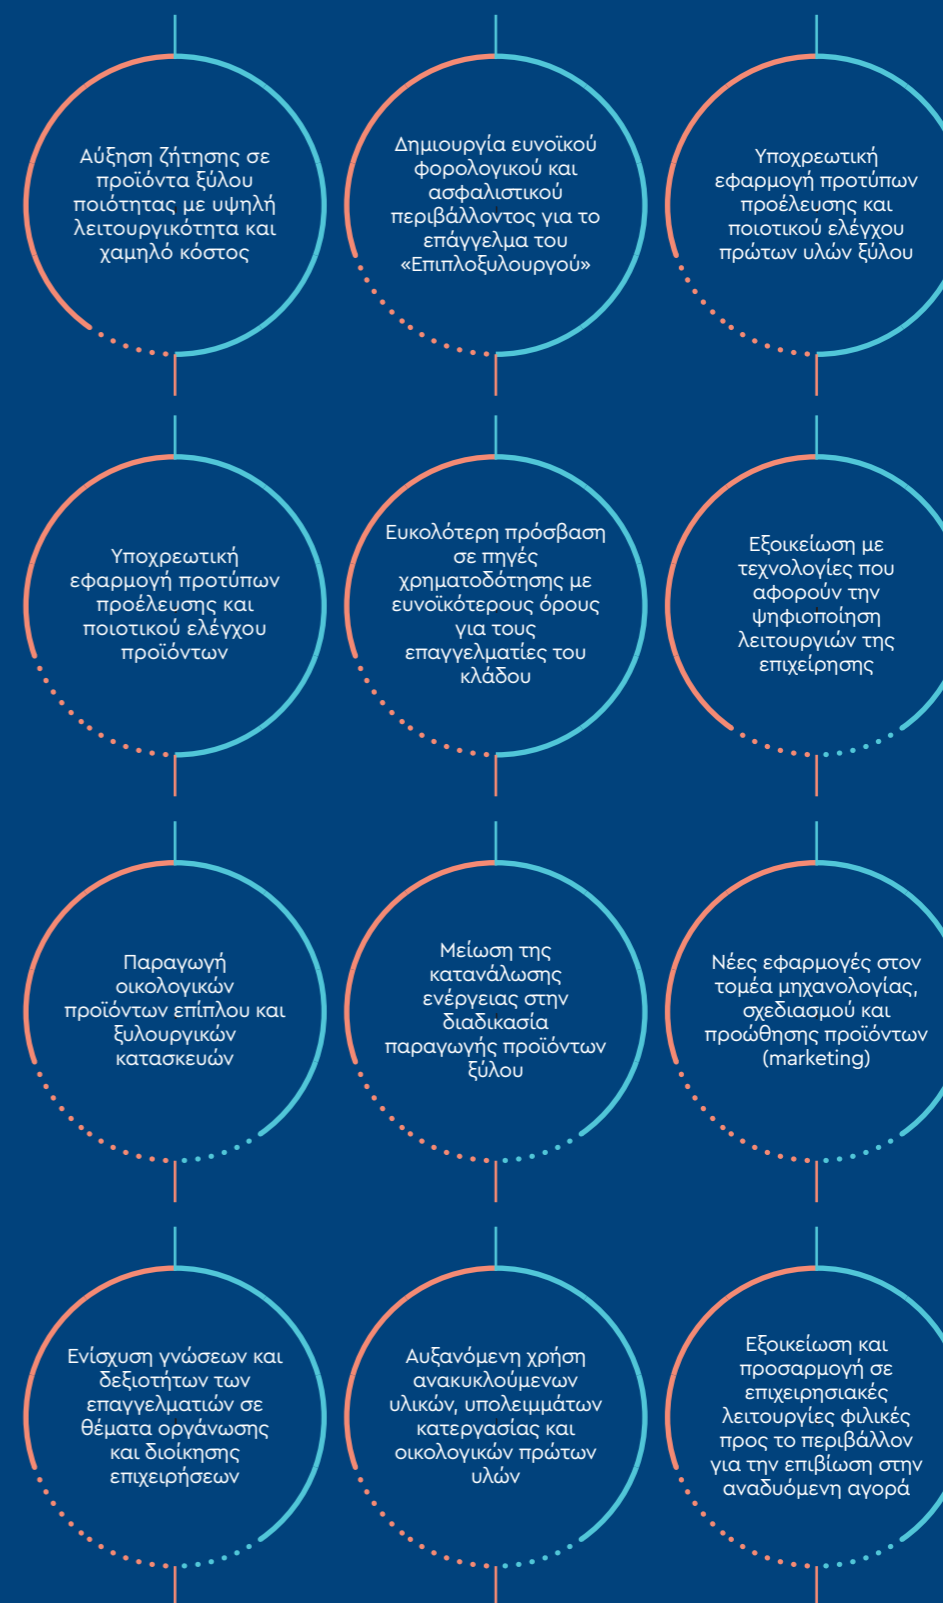 Αύξηση ζήτησης σε
προϊόντα ξύλου
ποιότητας με υψηλή
λειτουργικότητα και
χαμηλό κόστος
Δημιουργία ευνοϊκού
φορολογικού και
ασφαλιστικού
περιβάλλοντος για το
επάγγελμα του
«Επιπλοξυλουργού»
Υποχρεωτική
εφαρμογή προτύπων
προέλευσης και
ποιοτικού ελέγχου
πρώτων υλών ξύλου
Υποχρεωτική
εφαρμογή προτύπων
προέλευσης και
ποιοτικού ελέγχου
προϊόντων
Ευκολότερη πρόσβαση
σε πηγές
χρηματοδότησης με
ευνοϊκότερους όρους
για τους
επαγγελματίες του
κλάδου
Εξοικείωση με
τεχνολογίες που
αφορούν την
ψηφιοποίηση
λειτουργιών της
επιχείρησης
Παραγωγή
οικολογικών
προϊόντων επίπλου και
ξυλουργικών
κατασκευών
Μείωση της
κατανάλωσης
ενέργειας στην
διαδικασία
παραγωγής προϊόντων
ξύλου
Νέες εφαρμογές στον
τομέα μηχανολογίας,
σχεδιασμού και
προώθησης προϊόντων
(marketing)
Ενίσχυση γνώσεων και
δεξιοτήτων των
επαγγελματιών σε
θέματα οργάνωσης
και διοίκησης
επιχειρήσεων
Αυξανόμενη χρήση
ανακυκλούμενων
υλικών, υπολειμμάτων
κατεργασίας και
οικολογικών πρώτων
υλών
Εξοικείωση και
προσαρμογή σε
επιχειρησιακές
λειτουργίες φιλικές
προς το περιβάλλον
για την επιβίωση στην
αναδυόμενη αγορά